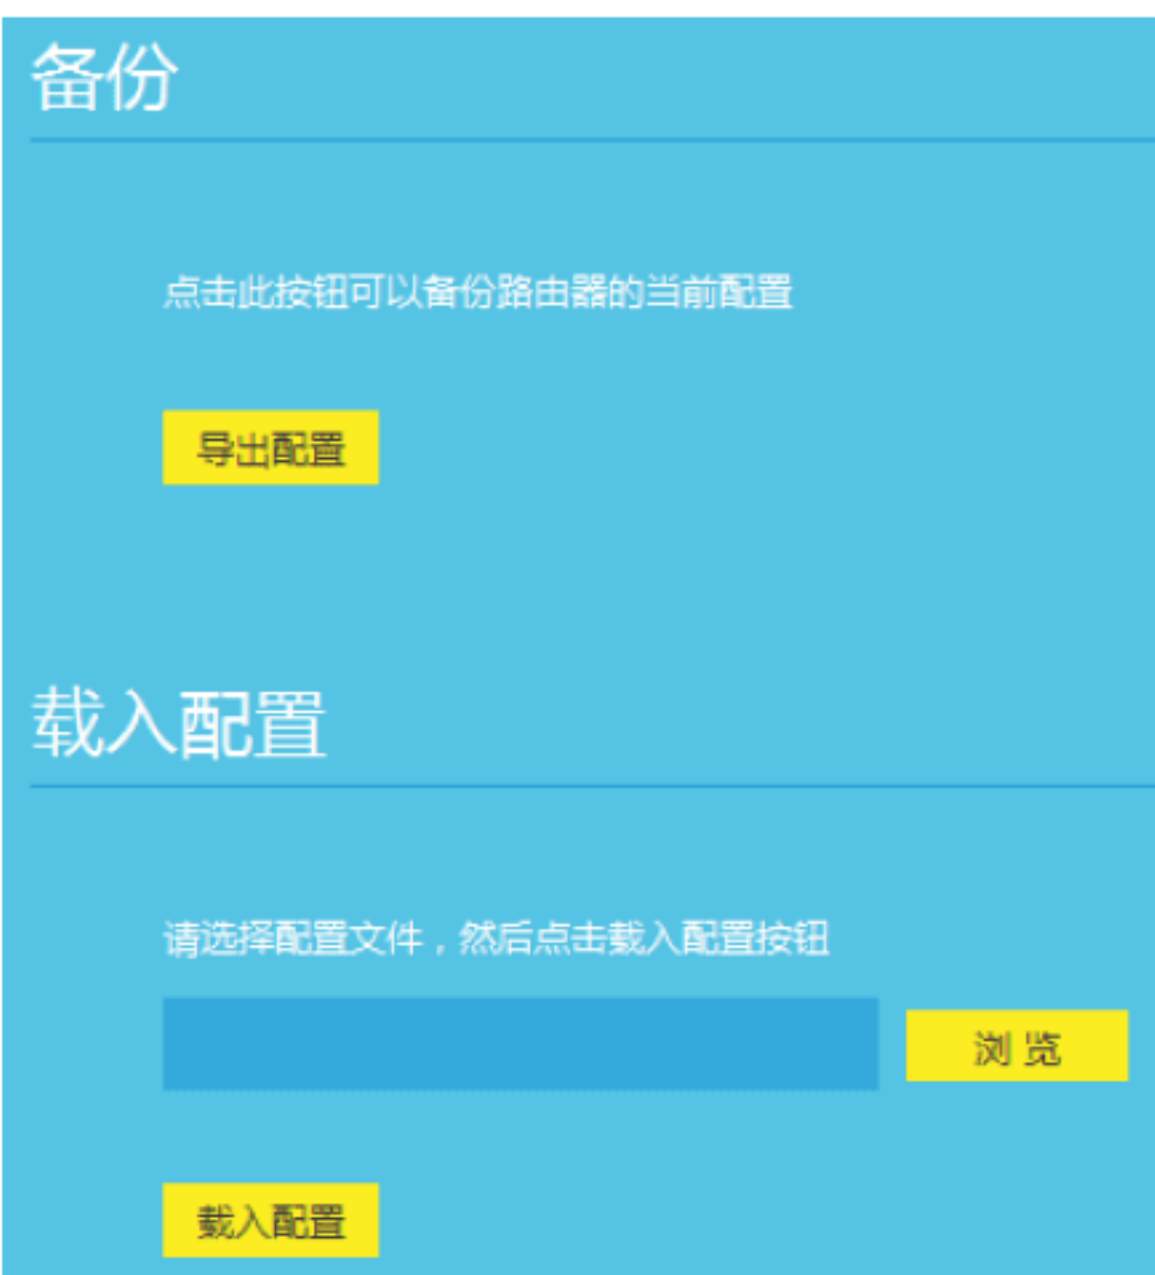 备份
点击此按钮可以备份路由器的当前配置
导出配置
载入配置
请选择配置文件，然后点击载入配置按钮
浏 览
载入配置